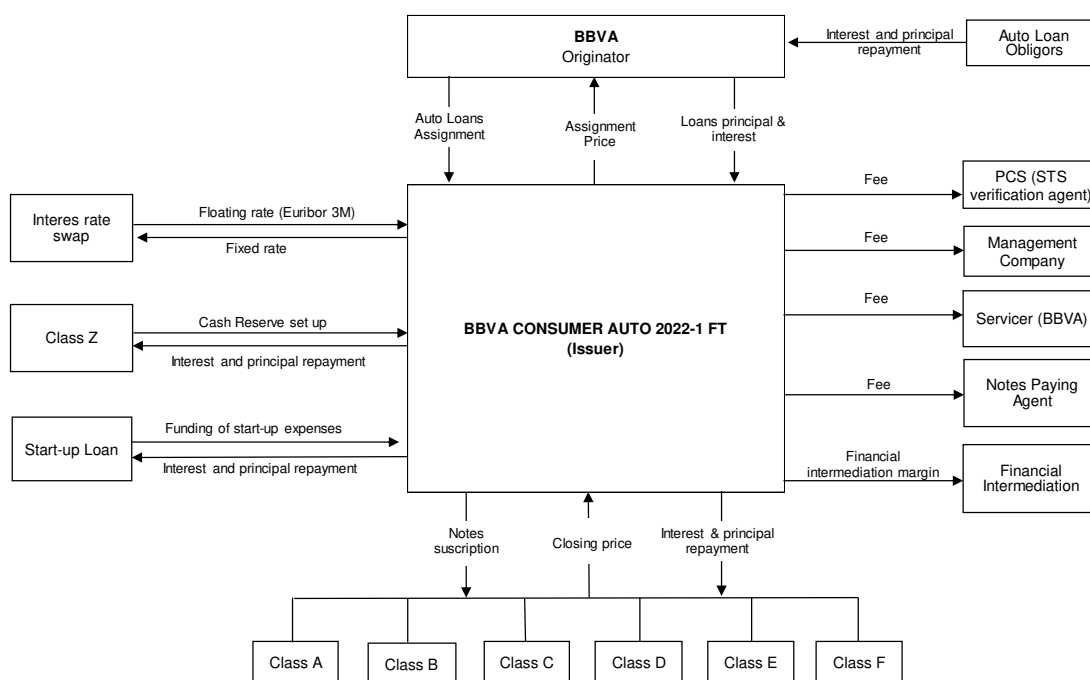 BBVA
Originator
Interest and principal
repayment
Auto Loan
Obligors
Auto Loans
Assignment
Assignment
Price
Loans principal &
interest
Interes rate
swap
Floating rate (Euribor 3M)
Fixed rate
Class Z
Cash Reserve set up
Interest and principal repayment
Start-up Loan
Funding of start-up expenses
Interest and principal repayment
BBVA CONSUMER AUTO 2022-1 FT
(Issuer)
Fee
PCS (STS
verification agent)
Fee
Management
Company
Fee
Servicer (BBVA)
Fee
Notes Paying
Agent
Financial
intermediation margin
Financial
Intermediation
Notes
suscription
Closing price
Interest & principal
repayment
Class A
Class B
Class C
Class D
Class E
Class F